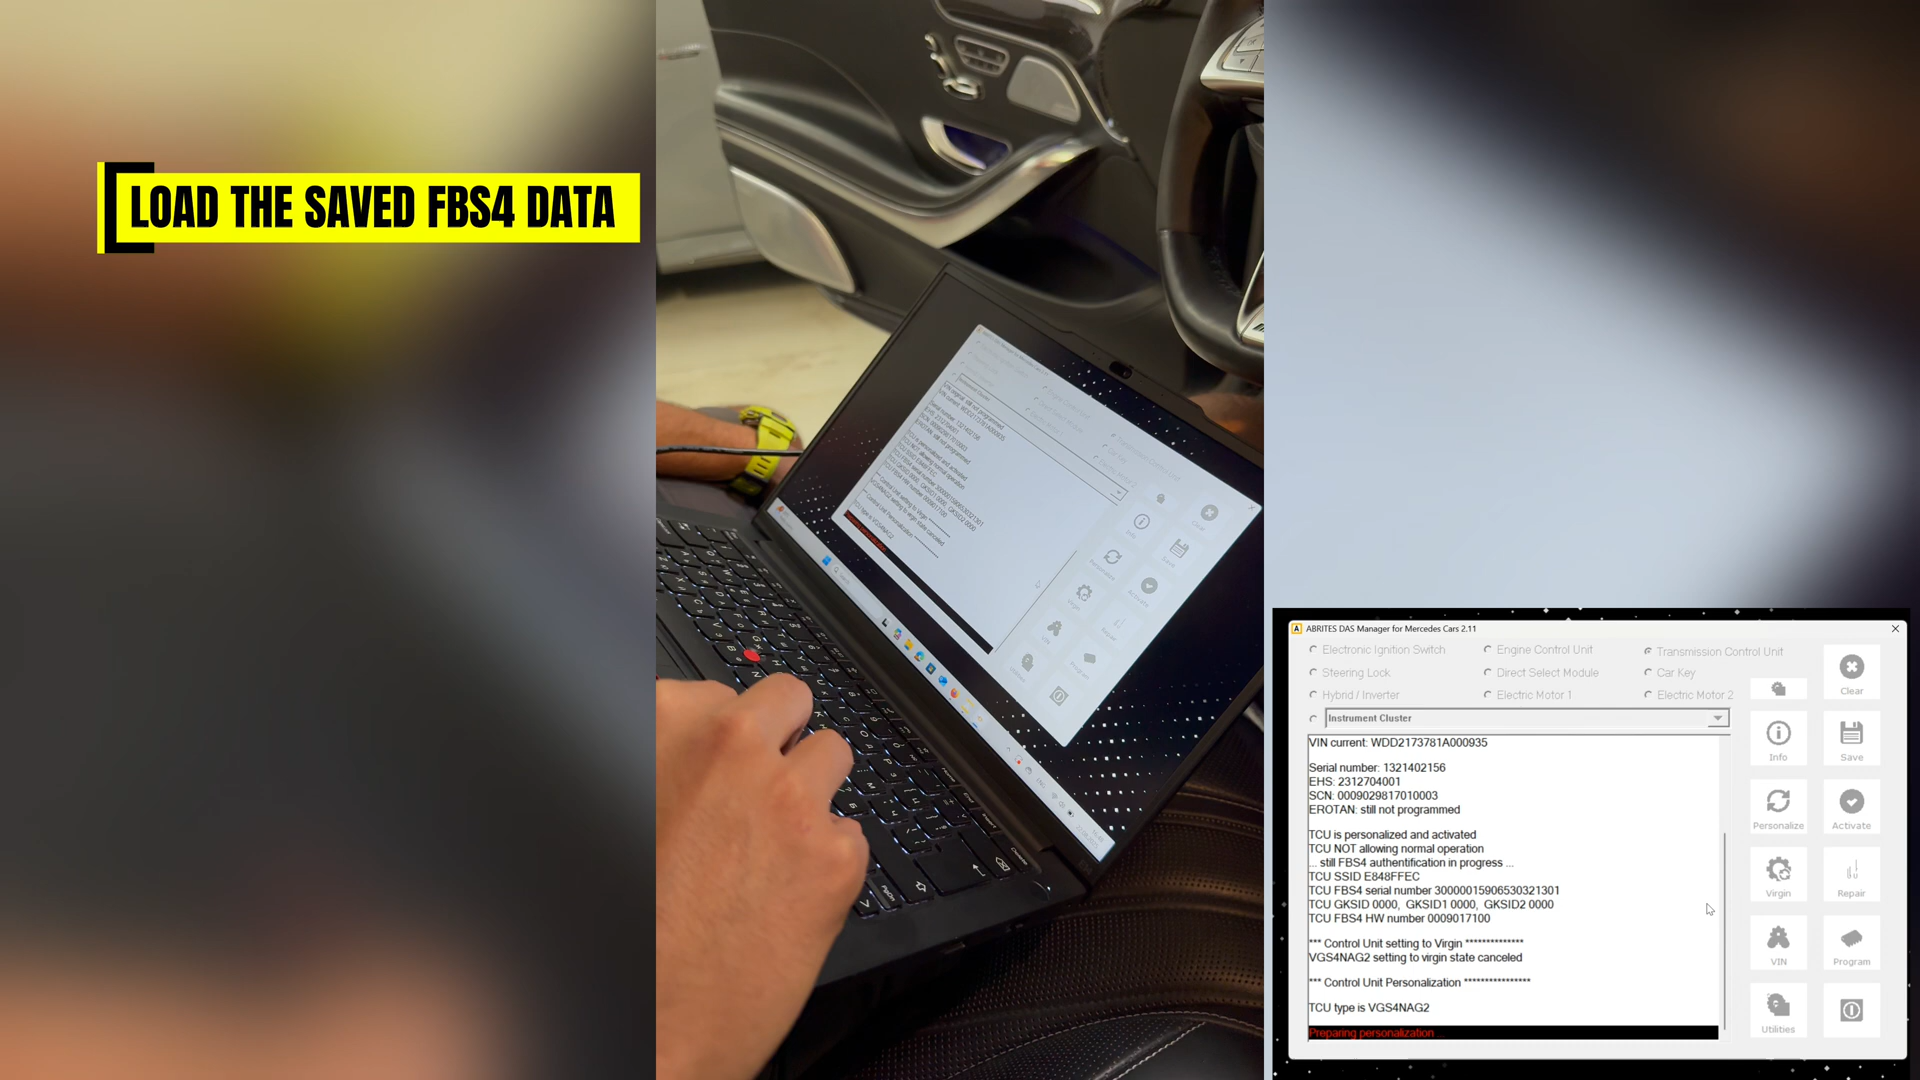 LOAD THE SAVED FBS4 DATA
ABRITES DAS Manager for Mercedes Cars 2.11
Electronic Ignition Switch
Engine Control Unit
Transmission Control Unit
Steering Lock
Direct Select Module
Car Key
Hybrid / Inverter
Electric Motor 1
Electric Motor 2
Instrument Cluster
Clear
Info
Save
Personalize
Activate
Virgin
Repair
VIN
Program
Utilities
VIN current: WDD2173781A000935
Serial number: 1321402156
EHS: 2312704001
SCN: 0009029817010003
EROTAN: still not programmed
TCU is personalized and activated
TCU NOT allowing normal operation
... still FBS4 authentification in progress ...
TCU SSID E848FFEC
TCU FBS4 serial number 30000015906530321301
TCU GKSID 0000, GKSID1 0000, GKSID2 0000
TCU FBS4 HW number 0009017100
*** Control Unit setting to Virgin **************
VGS4NAG2 setting to virgin state canceled
*** Control Unit Personalization ****************
TCU type is VGS4NAG2
Preparing personalization